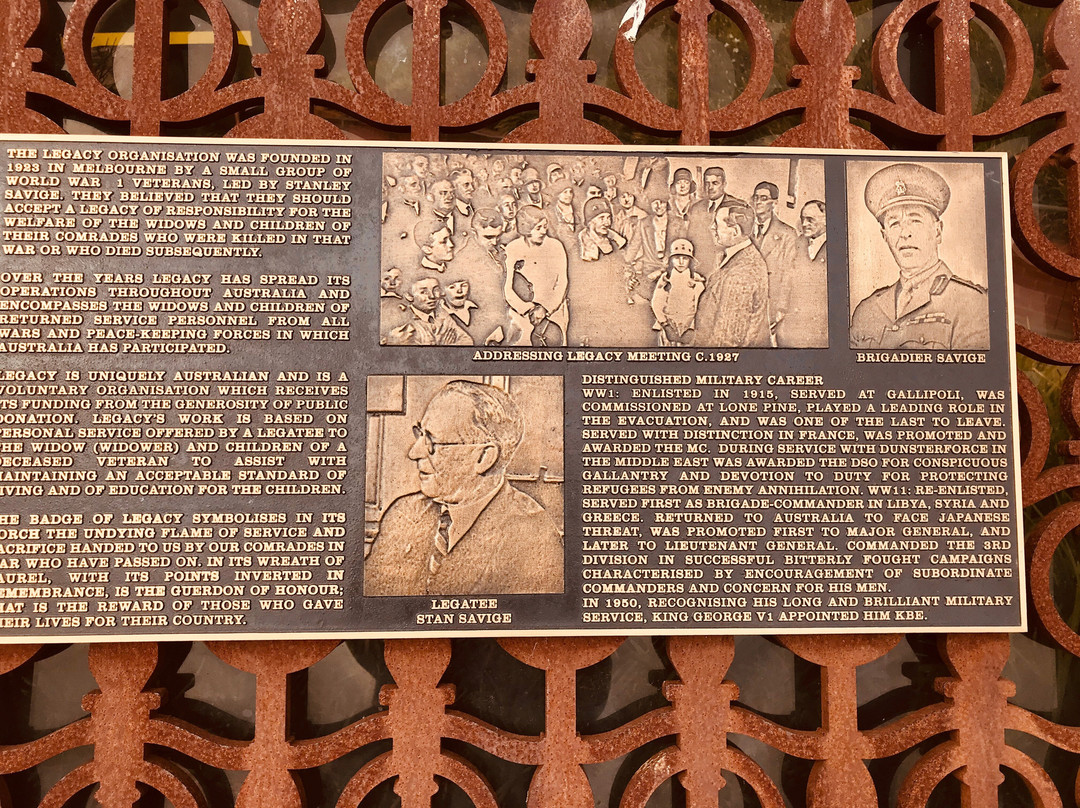 THE LEGACY ORGANISATION WAS FOUNDED IN
1923 IN MELBOURNE BY A SMALL GROUP OF
WORLD WAR 1 VETERANS, LED BY STANLEY
SAVIGE. THEY BELIEVED THAT THEY SHOULD
ACCEPT A LEGACY OF RESPONSIBILITY FOR THE
WELFARE OF THE WIDOWS AND CHILDREN OF
THEIR COMRADES WHO WERE KILLED IN THAT
WAR OR WHO DIED SUBSEQUENTLY.
OVER THE YEARS LEGACY HAS SPREAD ITS
OPERATIONS THROUGHOUT AUSTRALIA AND
ENCOMPASSES THE WIDOWS AND CHILDREN OF
RETURNED SERVICE PERSONNEL FROM ALL
WARS AND PEACE-KEEPING FORCES IN WHICH
AUSTRALIA HAS PARTICIPATED.
LEGACY IS UNIQUELY AUSTRALIAN AND IS A
VOLUNTARY ORGANISATION WHICH RECEIVES
ITS FUNDING FROM THE GENEROSITY OF PUBLIC
DONATION. LEGACY'S WORK IS BASED ON
PERSONAL SERVICE OFFERED BY A LEGATEE TO
THE WIDOW (WIDOWER) AND CHILDREN OF A
DECEASED VETERAN TO ASSIST WITH
MAINTAINING AN ACCEPTABLE STANDARD OF
IVING AND OF EDUCATION FOR THE CHILDREN.
HE BADGE OF LEGACY SYMBOLISES IN ITS
ORCH THE UNDYING FLAME OF SERVICE AND
ACRIFICE HANDED TO US BY OUR COMRADES IN
AR WHO HAVE PASSED ON. IN ITS WREATH OF
AUREL, WITH ITS POINTS INVERTED IN
EMEMBRANCE, IS THE GUERDON OF HONOUR;
HAT IS THE REWARD OF THOSE WHO GAVE
HEIR LIVES FOR THEIR COUNTRY.
ADDRESSING LEGACY MEETING C.1927
BRIGADIER SAVIGE
LEGATEE
STAN SAVIGE
DISTINGUISHED MILITARY CAREER
WW1: ENLISTED IN 1915, SERVED AT GALLIPOLI, WAS
COMMISSIONED AT LONE PINE, PLAYED A LEADING ROLE IN
THE EVACUATION, AND WAS ONE OF THE LAST TO LEAVE.
SERVED WITH DISTINCTION IN FRANCE, WAS PROMOTED AND
AWARDED THE MC. DURING SERVICE WITH DUNSTERFORCE IN
THE MIDDLE EAST WAS AWARDED THE DSO FOR CONSPICUOUS
GALLANTRY AND DEVOTION TO DUTY FOR PROTECTING
REFUGEES FROM ENEMY ANNIHILATION. WW11: RE-ENLISTED,
SERVED FIRST AS BRIGADE-COMMANDER IN LIBYA, SYRIA AND
GREECE. RETURNED TO AUSTRALIA TO FACE JAPANESE
THREAT, WAS PROMOTED FIRST TO MAJOR GENERAL, AND
LATER TO LIEUTENANT GENERAL. COMMANDED THE 3RD
DIVISION IN SUCCESSFUL BITTERLY FOUGHT CAMPAIGNS
CHARACTERISED BY ENCOURAGEMENT OF SUBORDINATE
COMMANDERS AND CONCERN FOR HIS MEN.
IN 1950, RECOGNISING HIS LONG AND BRILLIANT MILITARY
SERVICE, KING GEORGE V1 APPOINTED HIM KBE.